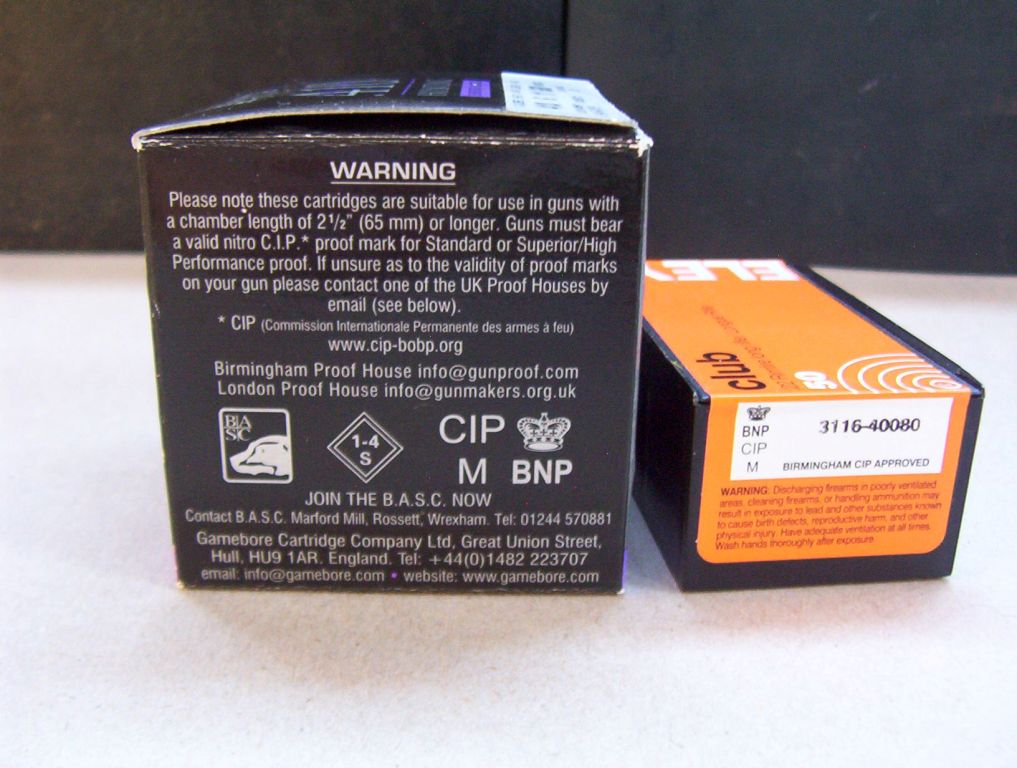 WARNING
Please note these cartridges are suitable for use in guns with
a chamber length of 2 1/2" (65 mm) or longer. Guns must bear
a valid nitro C.I.P.* proof mark for Standard or Superior/High
Performance proof. If unsure as to the validity of proof marks
on your gun please contact one of the UK Proof Houses by
email (see below).
* CIP (Commission Internationale Permanente des armes à feu)
www.cip-bobp.org
Birmingham Proof House info@gunproof.com
London Proof House info@gunmakers.org.uk
BASC
1-4
S
CIP
M BNP
JOIN THE B.A.S.C. NOW
Contact B.A.S.C. Marford Mill, Rossett, Wrexham. Tel: 01244 570881
Gamebore Cartridge Company Ltd, Great Union Street,
Hull, HU9 1AR. England. Tel: +44(0)1482 223707
email: info@gamebore.com • website: www.gamebore.com
ELEY
club
50
BNP
CIP
M
3116-40080
BIRMINGHAM CIP APPROVED
WARNING: Discharging firearms in poorly ventilated
areas, cleaning firearms, or handling ammunition may
result in exposure to lead and other substances known
to cause birth defects, reproductive harm, and other
physical injury. Have adequate ventilation at all times.
Wash hands thoroughly after exposure.